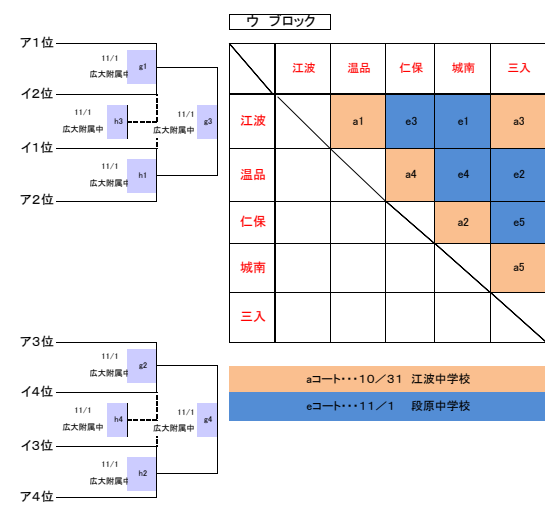 ウ ブロック
ア1位
11/1
広大附属中
g1
イ2位
11/1
広大附属中
h3
11/1
広大附属中
g3
イ1位
11/1
広大附属中
h1
ア2位
江波 温品 仁保 城南 三入
江波 a1 e3 e1 a3
温品 a4 e4 e2
仁保 a2 e5
城南 a5
三入
ア3位
11/1
広大附属中
g2
イ4位
11/1
広大附属中
h4
11/1
広大附属中
g4
イ3位
11/1
広大附属中
h2
ア4位
aコート・・・10/31 江波中学校
eコート・・・11/1 段原中学校